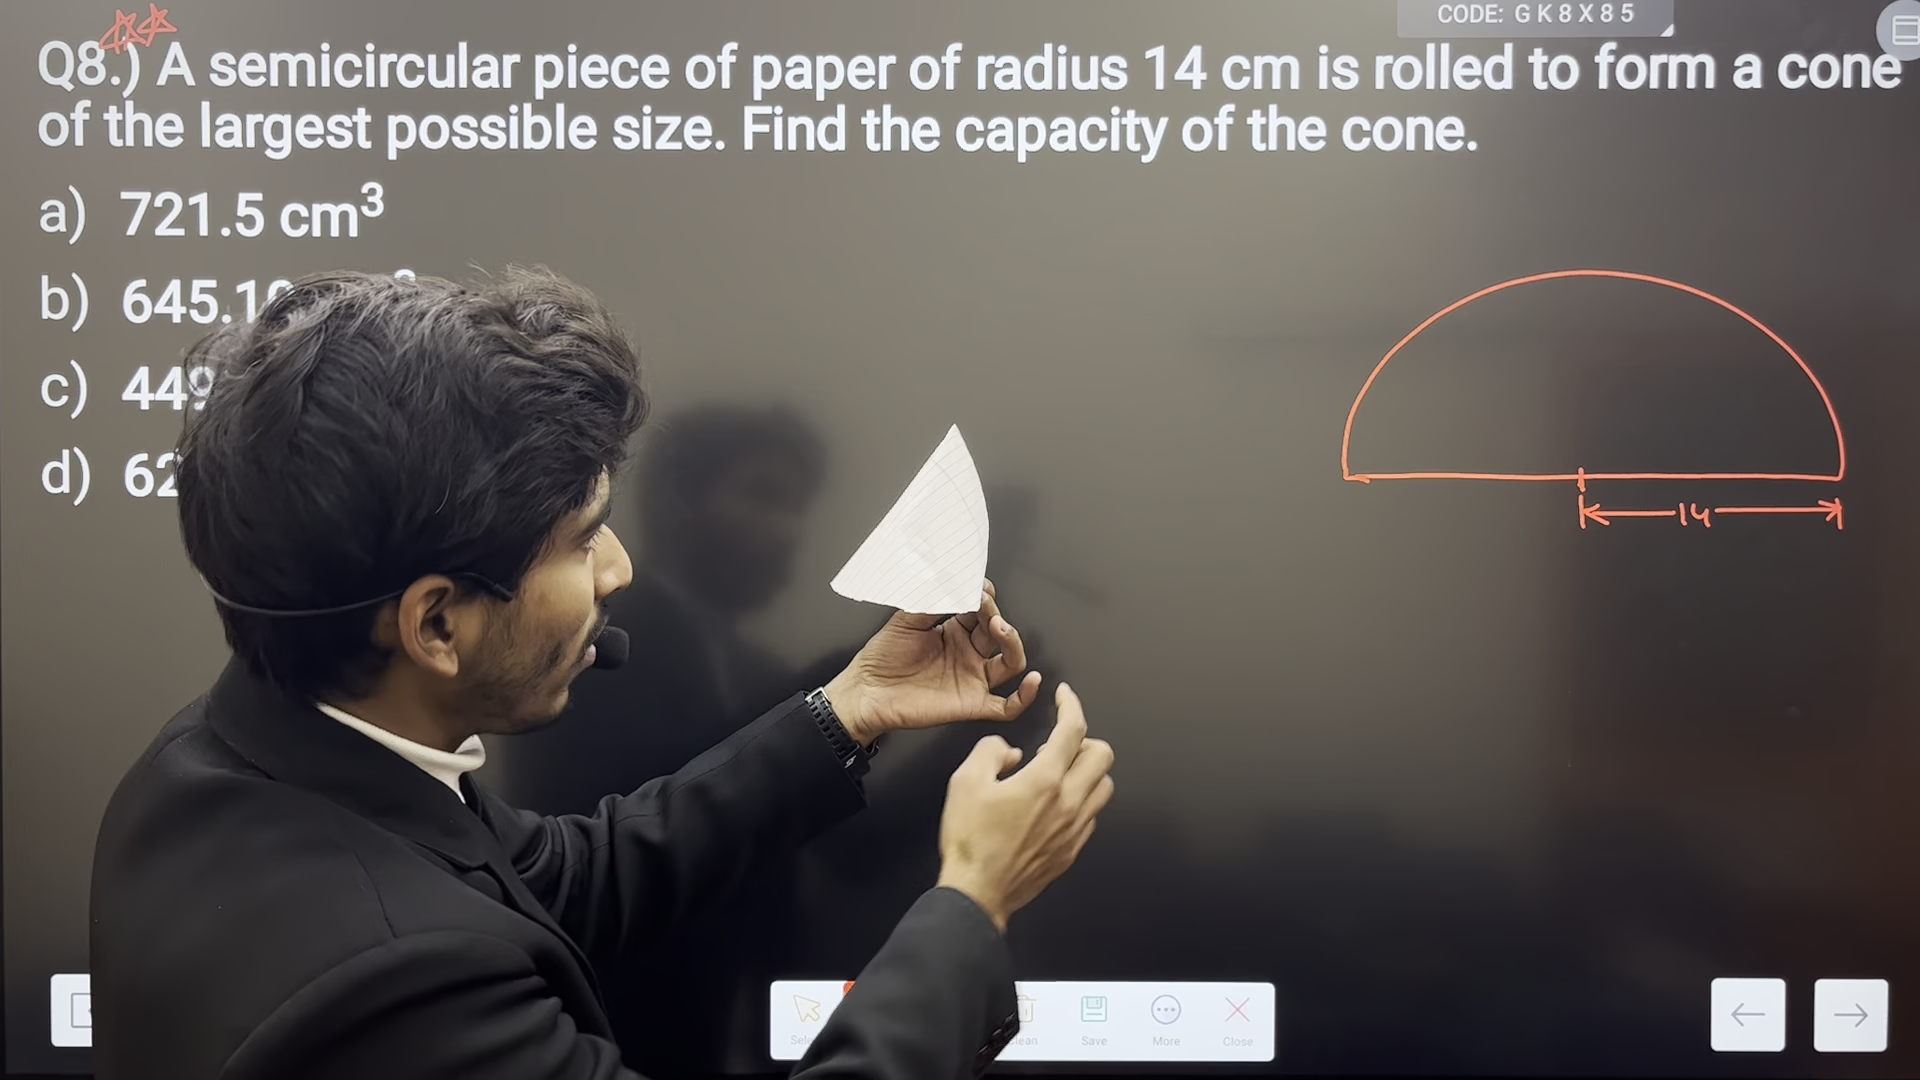 CODE: GK8X85
Q8.) A semicircular piece of paper of radius 14 cm is rolled to form a cone
of the largest possible size. Find the capacity of the cone.
a) 721.5 cm³
b) 645.1
c) 449
d) 62
14
Save
More
Close